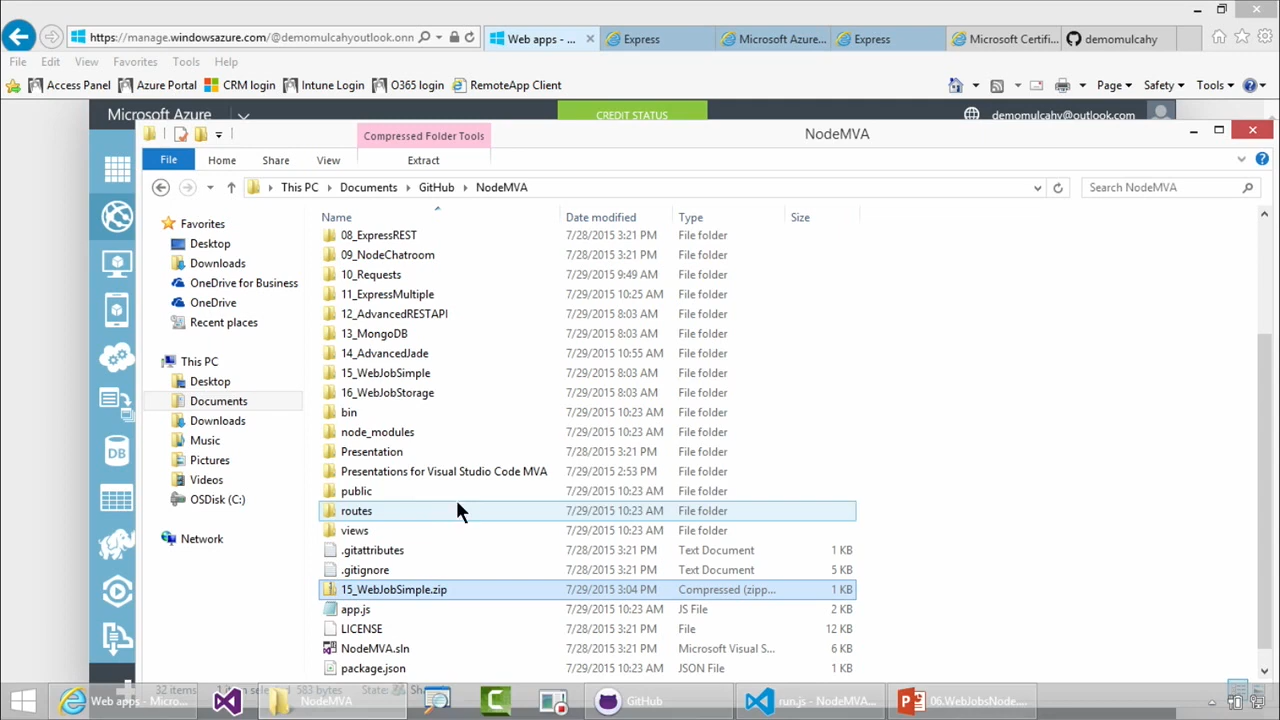 https://manage.windowsazure.com/@demomulcahyoutlook.onn
Web apps - ...
Express
Microsoft Azure...
Express
Microsoft Certifi...
demomulcahy
File Edit View Favorites Tools Help
Access Panel Azure Portal CRM login Intune Login O365 login RemoteApp Client
Page Safety Tools
Microsoft Azure
CREDIT STATUS
demomulcahy@outlook.com
Compressed Folder Tools
NodeMVA
File Home Share View Extract
This PC Documents GitHub NodeMVA
Search NodeMVA
Name Date modified Type Size
Favorites
Desktop
Downloads
OneDrive for Business
OneDrive
Recent places
This PC
Desktop
Documents
Downloads
Music
Pictures
Videos
OSDisk (C:)
Network
08_ExpressREST 7/28/2015 3:21 PM File folder
09_NodeChatroom 7/28/2015 3:21 PM File folder
10_Requests 7/29/2015 9:49 AM File folder
11_ExpressMultiple 7/29/2015 10:25 AM File folder
12_AdvancedRESTAPI 7/29/2015 8:03 AM File folder
13_MongoDB 7/29/2015 8:03 AM File folder
14_AdvancedJade 7/29/2015 10:55 AM File folder
15_WebJobSimple 7/29/2015 8:03 AM File folder
16_WebJobStorage 7/29/2015 8:03 AM File folder
bin 7/29/2015 10:23 AM File folder
node_modules 7/29/2015 10:23 AM File folder
Presentation 7/28/2015 3:21 PM File folder
Presentations for Visual Studio Code MVA 7/29/2015 2:53 PM File folder
public 7/29/2015 10:23 AM File folder
routes 7/29/2015 10:23 AM File folder
views 7/29/2015 10:23 AM File folder
.gitattributes 7/28/2015 3:21 PM Text Document 1 KB
.gitignore 7/28/2015 3:21 PM Text Document 5 KB
15_WebJobSimple.zip 7/29/2015 3:04 PM Compressed (zipp... 1 KB
app.js 7/29/2015 10:23 AM JS File 2 KB
LICENSE 7/28/2015 3:21 PM File 12 KB
NodeMVA.sln 7/28/2015 3:21 PM Microsoft Visual S... 6 KB
package.json 7/29/2015 10:23 AM JSON File 1 KB
DB
32 items selected 583 bytes State:
Web apps - Micro... NodeMVA GitHub run.js - NodeMVA... 06.WebJobsNode....